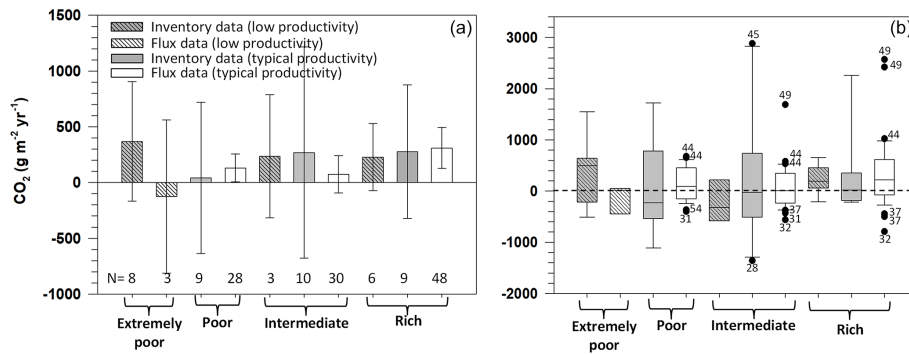 (a)
Inventory data (low productivity)
Flux data (low productivity)
Inventory data (typical productivity)
Flux data (typical productivity)
CO2 (g m-2 yr-1)
1500
1000
500
0
-500
-1000
N= 8 3 9 28 3 10 30 6 9 48
Extremely poor
Poor
Intermediate
Rich
(b)
3000
2000
1000
0
-1000
-2000
44
44
54
31
45
28
49
44
44
37
31
32
49
49
44
37
37
32
Extremely poor
Poor
Intermediate
Rich